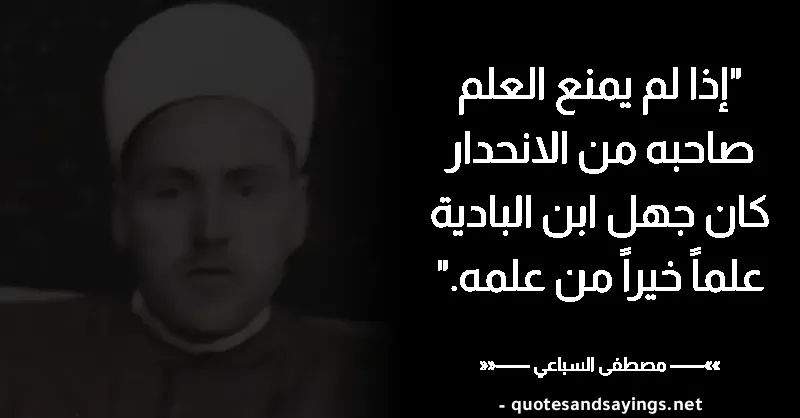 "إذا لم يمنع العلم
صاحبه من الانحدار
كان جهل ابن البادية
علماً خيراً من علمه."
»»—— مصطفى السباعي ——««
- quotesandsayings.net